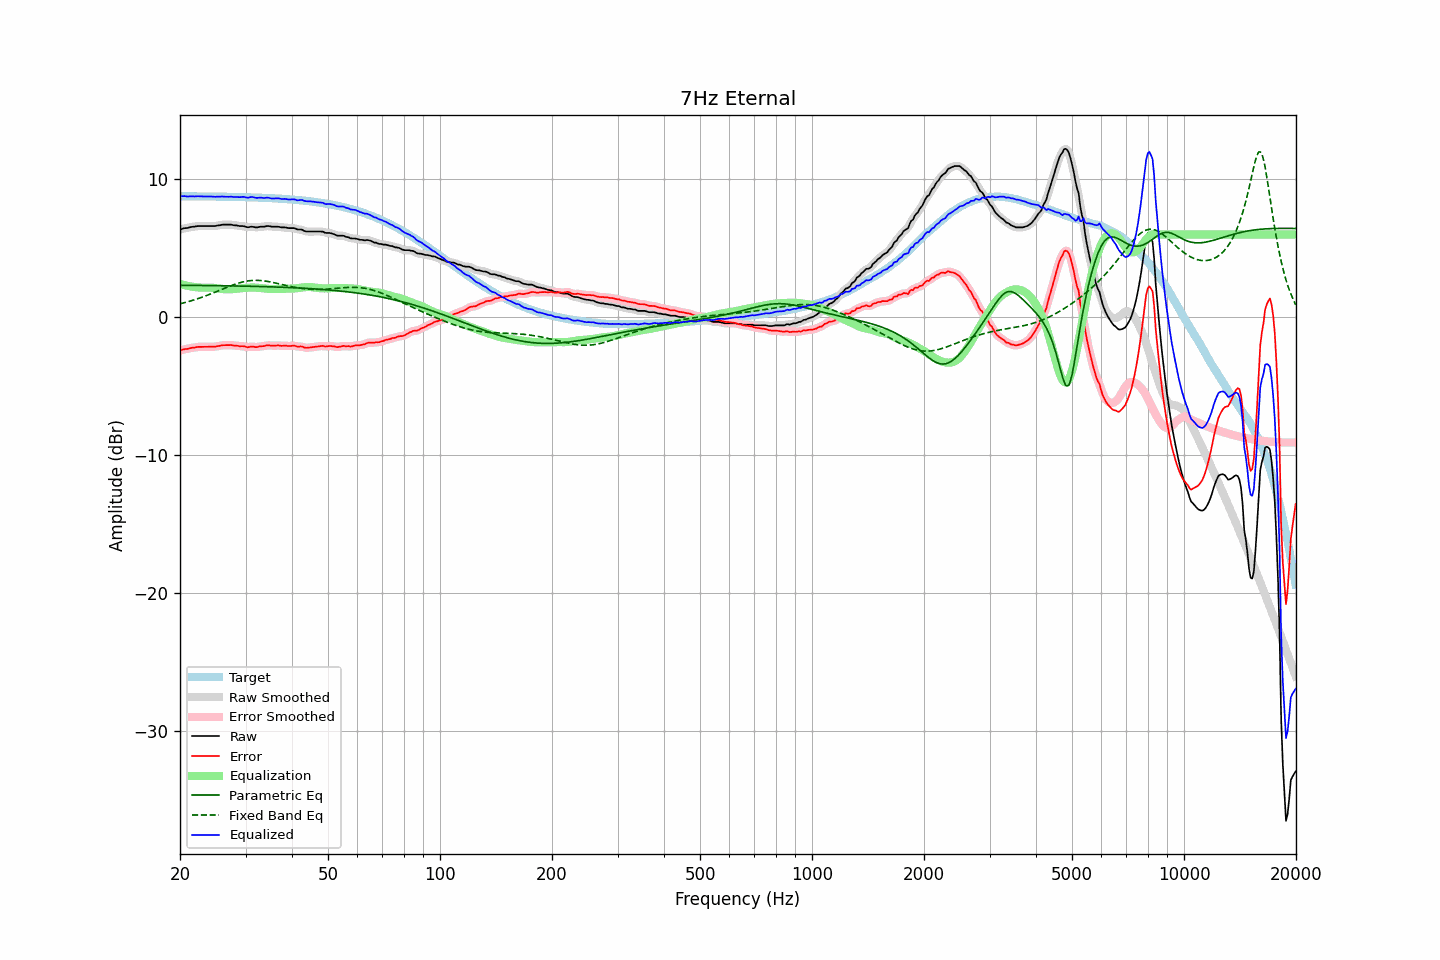 7Hz Eternal
10
0
−10
−20
−30
Amplitude (dBr)
Target
Raw Smoothed
Error Smoothed
Raw
Error
Equalization
Parametric Eq
Fixed Band Eq
Equalized
20 50 100 200 500 1000 2000 5000 10000 20000
Frequency (Hz)